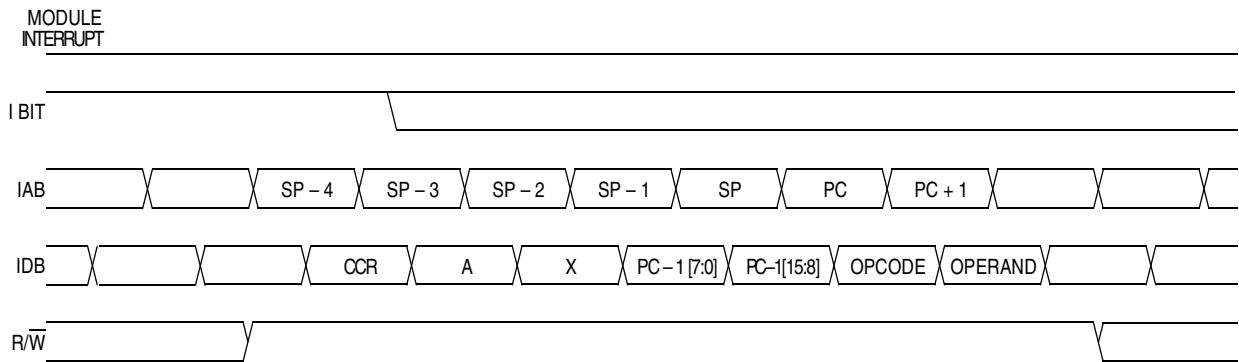 MODULE
INTERRUPT
I BIT
IAB SP – 4 SP – 3 SP – 2 SP – 1 SP PC PC + 1
IDB CCR A X PC – 1 [7:0] PC–1[15:8] OPCODE OPERAND
R/W̅